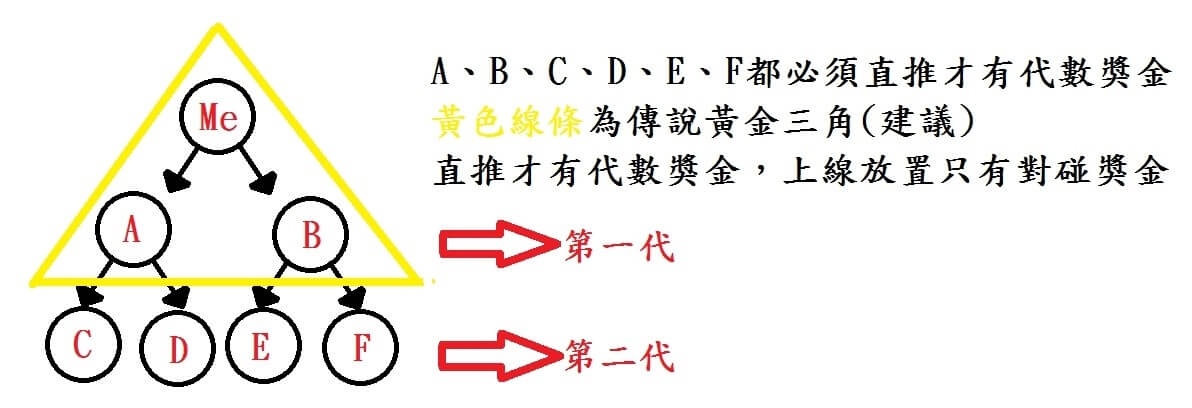 Me
A、B、C、D、E、F都必須直推才有代數獎金
黃色線條為傳說黃金三角(建議)
直推才有代數獎金，上線放置只有對碰獎金
A
B
第一代
C
D
E
F
第二代